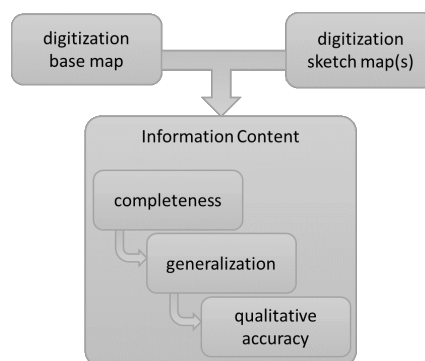 digitization
base map
digitization
sketch map(s)
Information Content
completeness
generalization
qualitative
accuracy